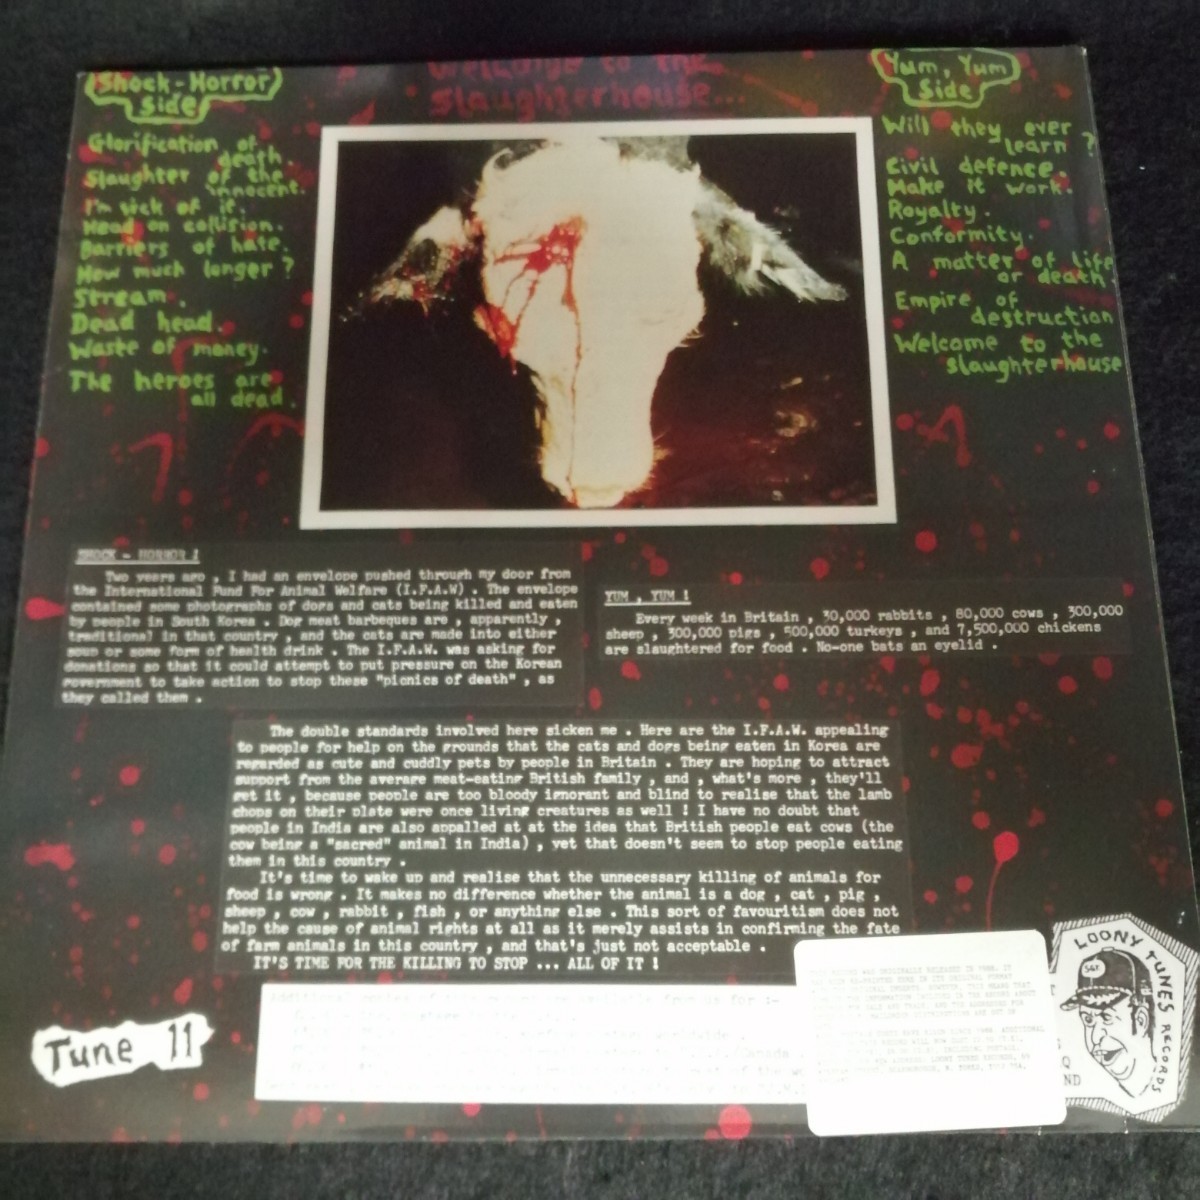 Welcome to the
Slaughterhouse...
Shock-Horror
Side
Glorification of
death.
Slaughter of the
innocent.
I'm sick of it.
Head on collision.
Barriers of hate.
How much longer ?
Stream.
Dead head.
Waste of money.
The heroes are
all dead.
Yum, Yum
Side
Will they ever
learn ?
Civil defence.
Make it work.
Royalty.
Conformity.
A matter of life
or death
Empire of
destruction
Welcome to the
slaughterhouse
SHOCK - HORROR !
Two years ago , I had an envelope pushed through my door from
the International Fund For Animal Welfare (I.F.A.W) . The envelope
contained some photographs of dogs and cats being killed and eaten
by people in South Korea . Dog meat barbeques are , apparently ,
traditional in that country , and the cats are made into either
soup or some form of health drink . The I.F.A.W. was asking for
donations so that it could attempt to put pressure on the Korean
government to take action to stop these "picnics of death" , as
they called them .
YUM , YUM !
Every week in Britain , 30,000 rabbits , 80,000 cows , 300,000
sheep , 300,000 pigs , 500,000 turkeys , and 7,500,000 chickens
are slaughtered for food . No-one bats an eyelid .
The double standards involved here sicken me . Here are the I.F.A.W. appealing
to people for help on the grounds that the cats and dogs being eaten in Korea are
regarded as cute and cuddly pets by people in Britain . They are hoping to attract
support from the average meat-eating British family , and , what's more , they'll
get it , because people are too bloody ignorant and blind to realise that the lamb
chops on their plate were once living creatures as well ! I have no doubt that
people in India are also appalled at at the idea that British people eat cows (the
cow being a "sacred" animal in India) , yet that doesn't seem to stop people eating
them in this country .
It's time to wake up and realise that the unnecessary killing of animals for
food is wrong . It makes no difference whether the animal is a dog , cat , pig ,
sheep , cow , rabbit , fish , or anything else . This sort of favouritism does not
help the cause of animal rights at all as it merely assists in confirming the fate
of farm animals in this country , and that's just not acceptable .
IT'S TIME FOR THE KILLING TO STOP ... ALL OF IT !
Tune 11
LOONY TUNES RECORDS